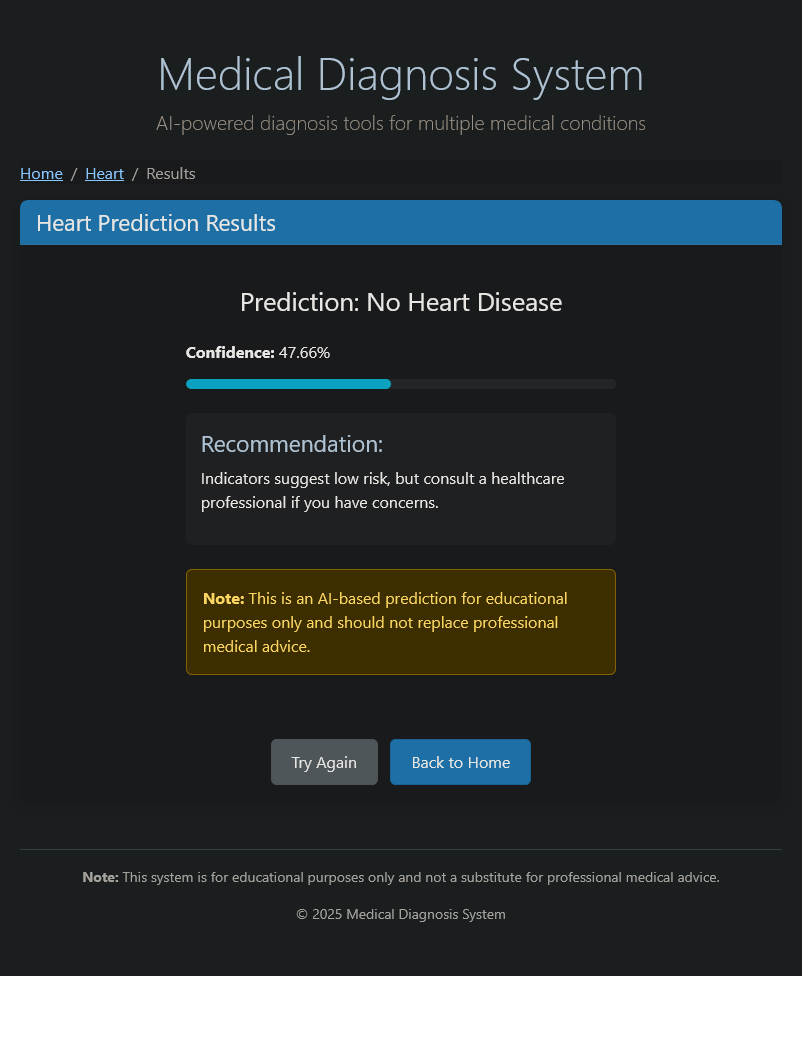 Medical Diagnosis System
AI-powered diagnosis tools for multiple medical conditions
Home / Heart / Results
Heart Prediction Results
Prediction: No Heart Disease
Confidence: 47.66%
Recommendation:
Indicators suggest low risk, but consult a healthcare
professional if you have concerns.
Note: This is an AI-based prediction for educational
purposes only and should not replace professional
medical advice.
Try Again
Back to Home
Note: This system is for educational purposes only and not a substitute for professional medical advice.
© 2025 Medical Diagnosis System